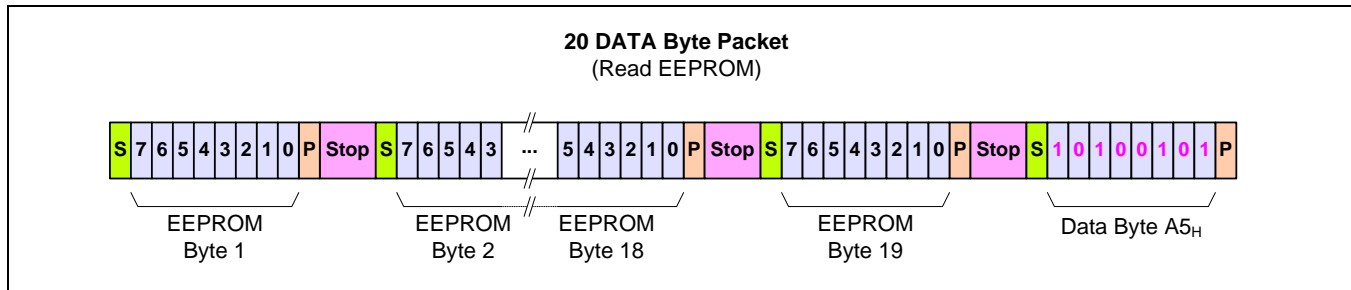 20 DATA Byte Packet
(Read EEPROM)
S 7 6 5 4 3 2 1 0 P Stop S 7 6 5 4 3 ... 5 4 3 2 1 0 P Stop S 7 6 5 4 3 2 1 0 P Stop S 1 0 1 0 0 1 0 1 P
EEPROM EEPROM EEPROM EEPROM Data Byte A5H
Byte 1 Byte 2 Byte 18 Byte 19